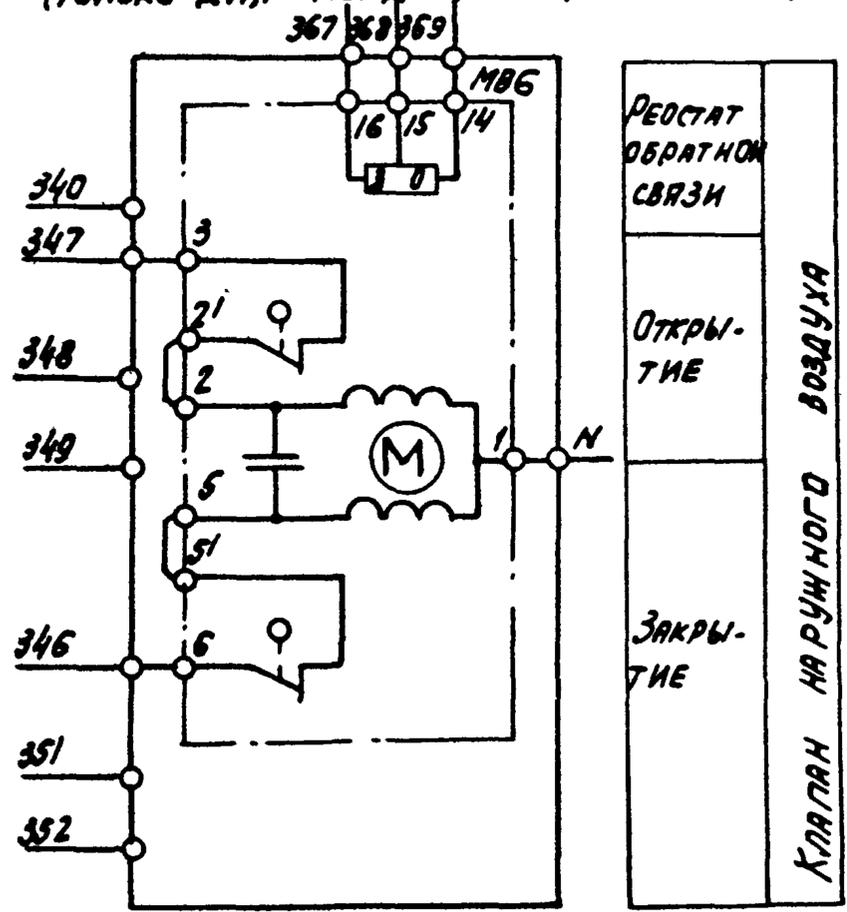 367 368 369
МВ6
16 15 14
340
347
3
2'
348
2
349
1
N
5
5'
346
6
351
352
М
РЕОСТАТ
ОБРАТНОЙ
СВЯЗИ
ОТКРЫ-
ТИЕ
ЗАКРЫ-
ТИЕ
КЛАПАН НАРУЖНОГО ВОЗДУХА